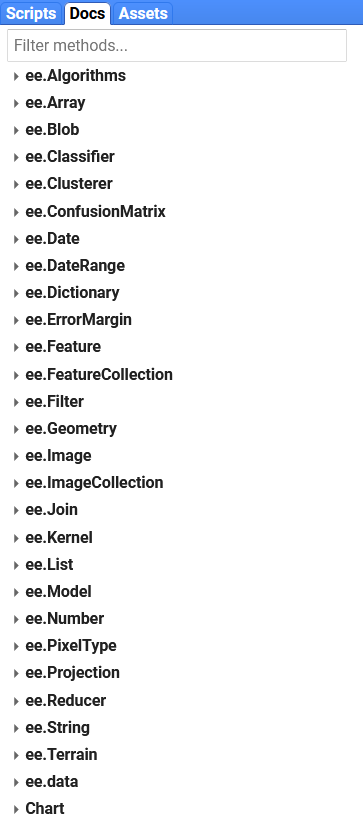 Scripts Docs Assets
Filter methods...
ee.Algorithms
ee.Array
ee.Blob
ee.Classifier
ee.Clusterer
ee.ConfusionMatrix
ee.Date
ee.DateRange
ee.Dictionary
ee.ErrorMargin
ee.Feature
ee.FeatureCollection
ee.Filter
ee.Geometry
ee.Image
ee.ImageCollection
ee.Join
ee.Kernel
ee.List
ee.Model
ee.Number
ee.PixelType
ee.Projection
ee.Reducer
ee.String
ee.Terrain
ee.data
Chart